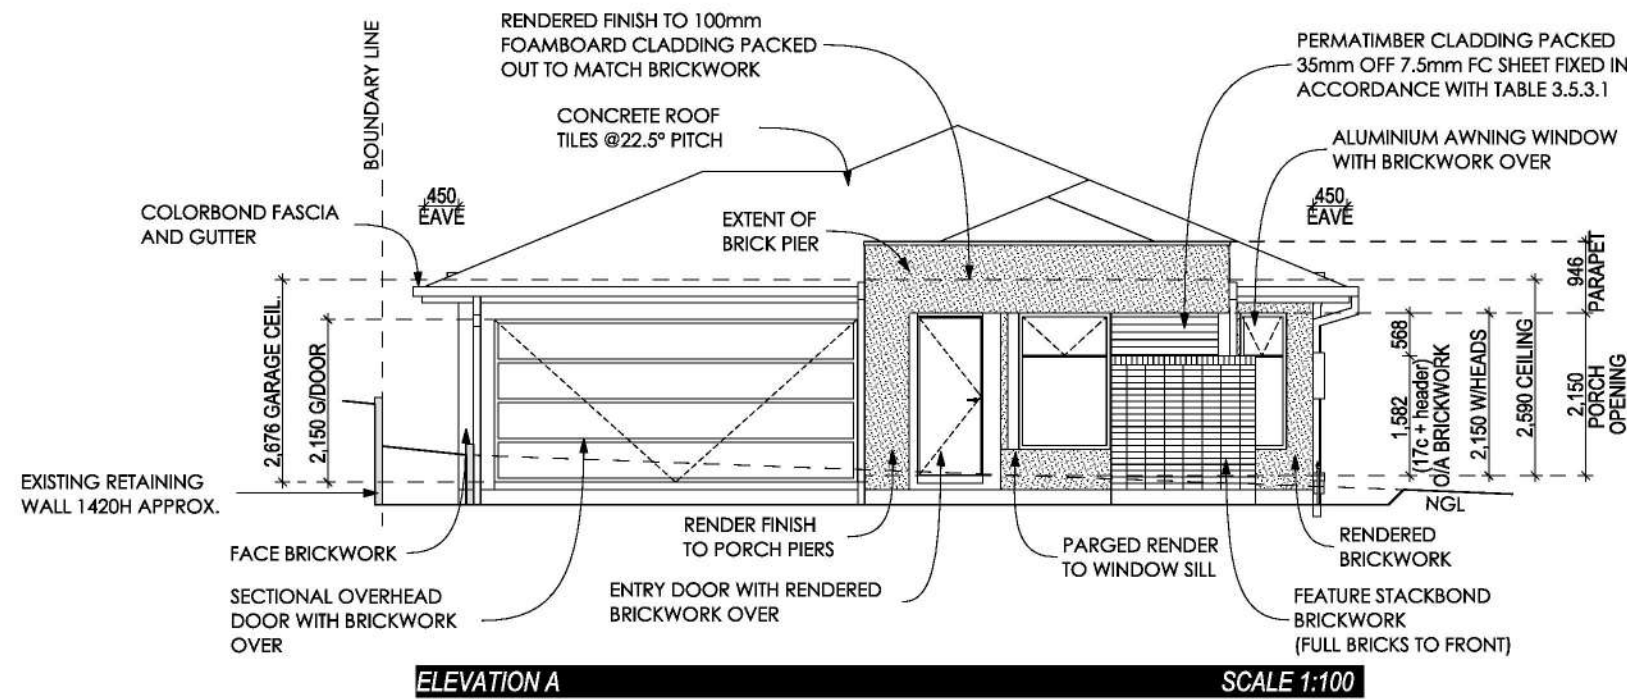 BOUNDARY LINE
RENDERED FINISH TO 100mm
FOAMBOARD CLADDING PACKED
OUT TO MATCH BRICKWORK
PERMATIMBER CLADDING PACKED
35mm OFF 7.5mm FC SHEET FIXED IN
ACCORDANCE WITH TABLE 3.5.3.1
CONCRETE ROOF
TILES @22.5° PITCH
ALUMINIUM AWNING WINDOW
WITH BRICKWORK OVER
COLORBOND FASCIA
AND GUTTER
450
EAVE
EXTENT OF
BRICK PIER
450
EAVE
2,676 GARAGE CEIL.
2,150 G/DOOR
568
1,582
(17c + header)
O/A BRICKWORK
2,150 W/HEADS
2,590 CEILING
946
PARAPET
2,150
PORCH
OPENING
EXISTING RETAINING
WALL 1420H APPROX.
NGL
FACE BRICKWORK
RENDER FINISH
TO PORCH PIERS
PARGED RENDER
TO WINDOW SILL
RENDERED
BRICKWORK
SECTIONAL OVERHEAD
DOOR WITH BRICKWORK
OVER
ENTRY DOOR WITH RENDERED
BRICKWORK OVER
FEATURE STACKBOND
BRICKWORK
(FULL BRICKS TO FRONT)
ELEVATION A
SCALE 1:100